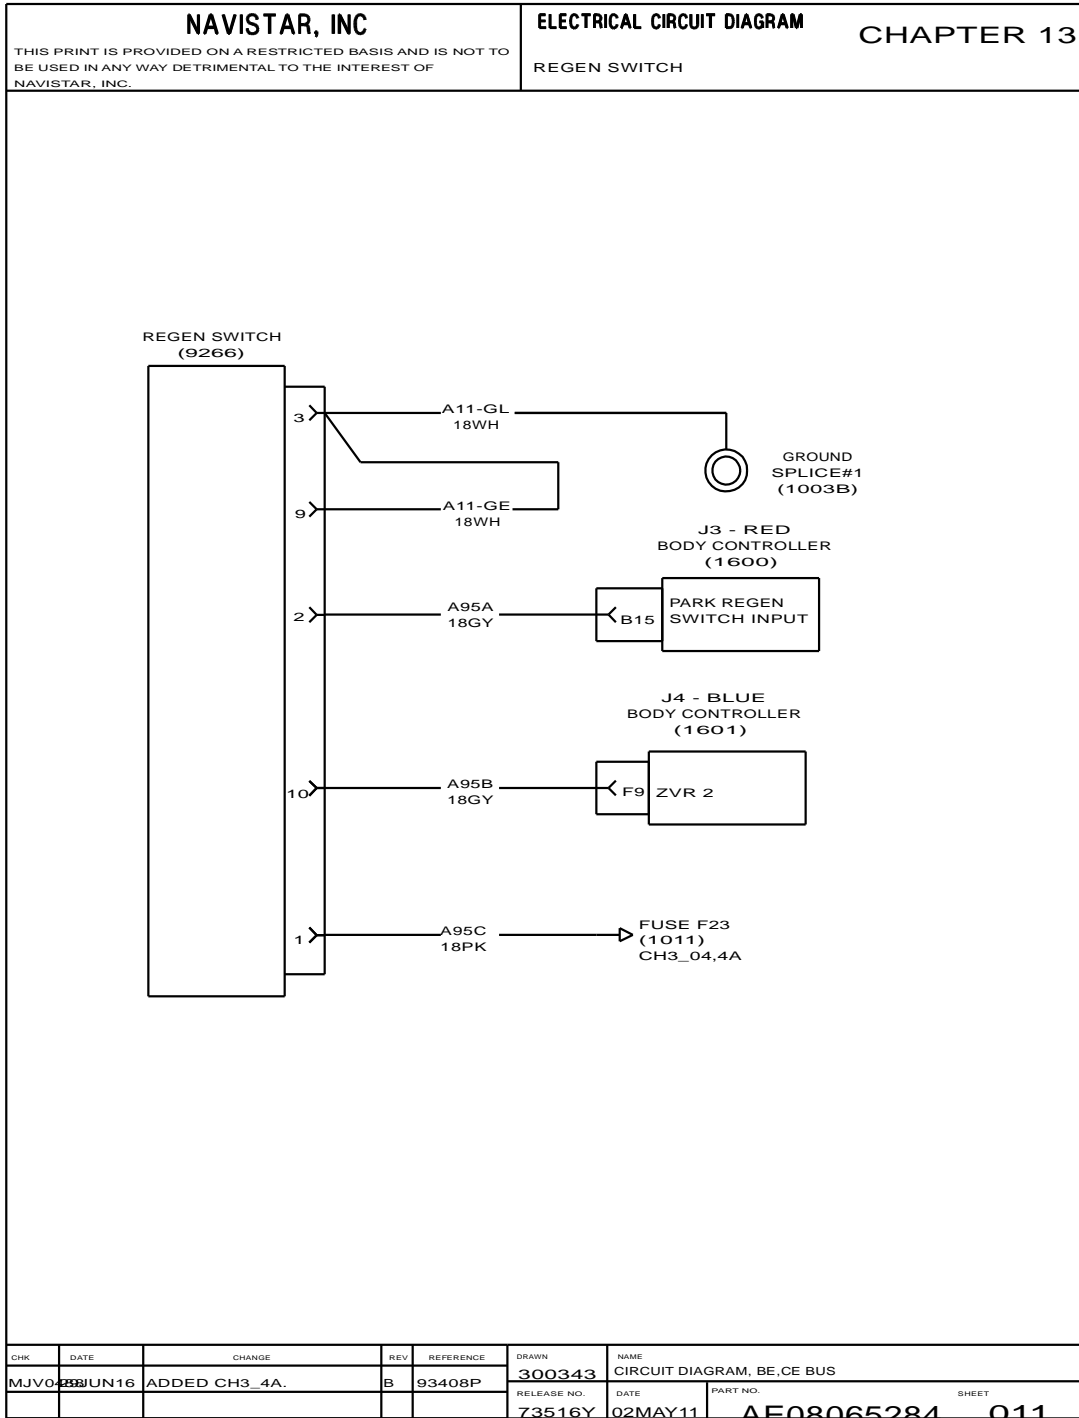 NAVISTAR, INC
THIS PRINT IS PROVIDED ON A RESTRICTED BASIS AND IS NOT TO
BE USED IN ANY WAY DETRIMENTAL TO THE INTEREST OF
NAVISTAR, INC.
ELECTRICAL CIRCUIT DIAGRAM
CHAPTER 13
REGEN SWITCH
REGEN SWITCH
(9266)
3
A11-GL
18WH
GROUND
SPLICE#1
(1003B)
9
A11-GE
18WH
J3 - RED
BODY CONTROLLER
(1600)
2
A95A
18GY
B15
PARK REGEN
SWITCH INPUT
J4 - BLUE
BODY CONTROLLER
(1601)
10
A95B
18GY
F9
ZVR 2
1
A95C
18PK
FUSE F23
(1011)
CH3_04,4A
CHK DATE CHANGE REV REFERENCE
ADDED CH3_4A. B 93408P
DRAWN
300343
NAME
CIRCUIT DIAGRAM, BE,CE BUS
RELEASE NO.
73516Y
DATE
02MAY11
PART NO.
AE08065284
SHEET
011